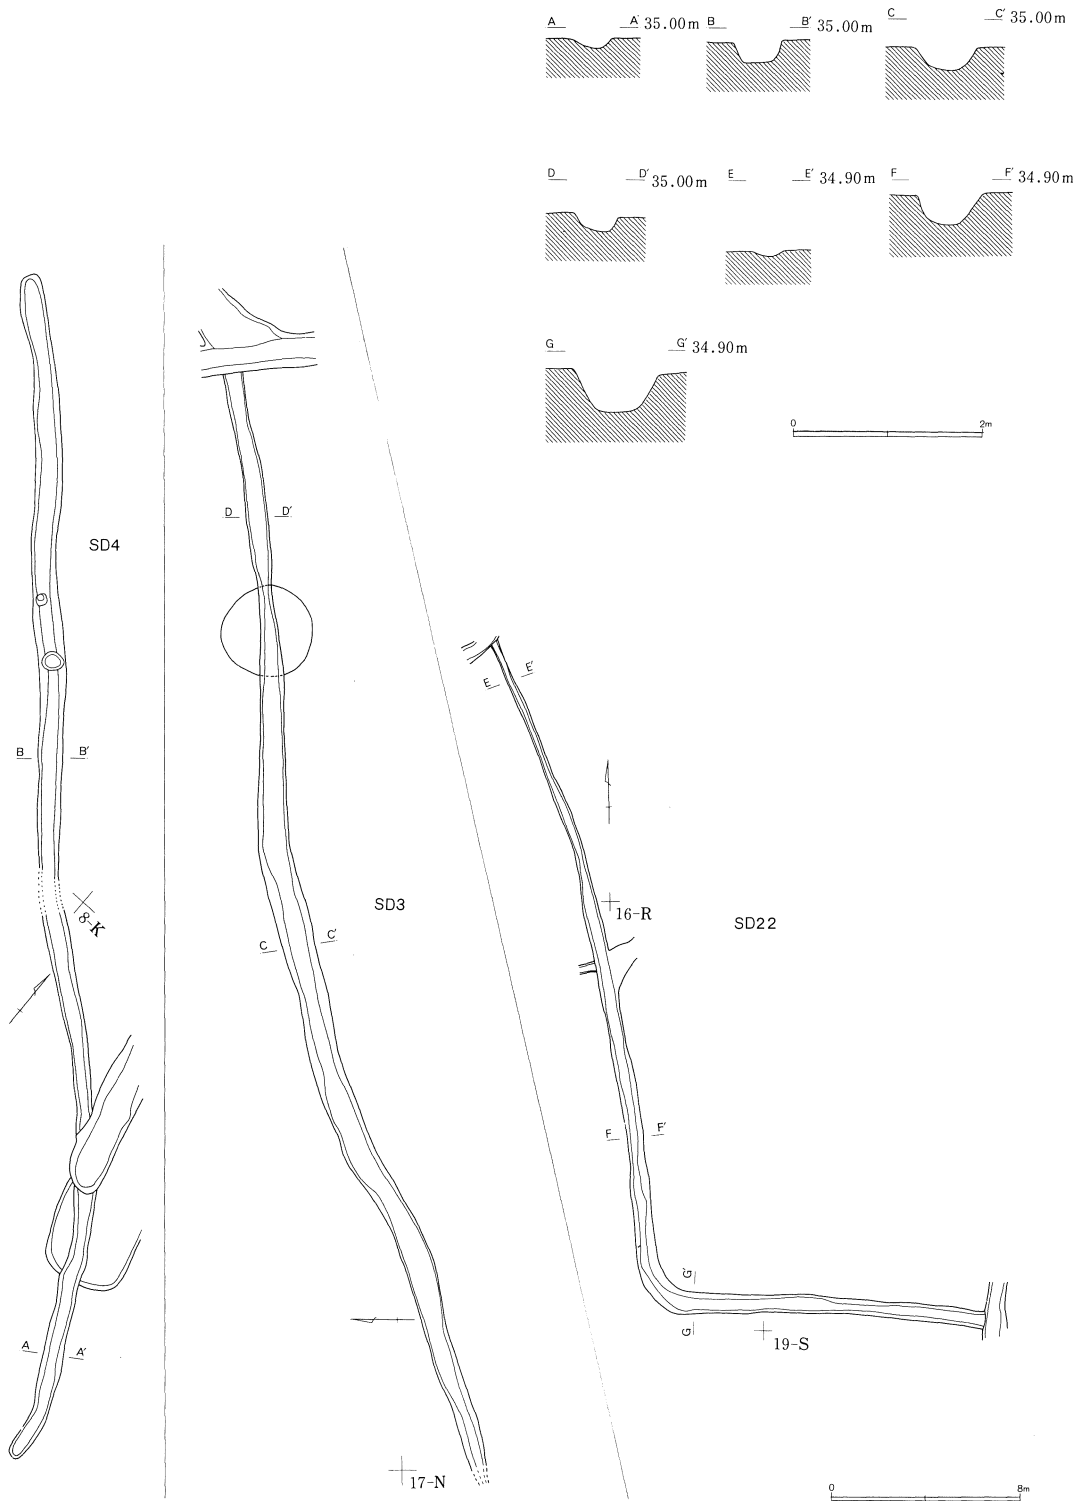 A A' 35.00m B B' 35.00m C C' 35.00m
D D' 35.00m E E' 34.90m F F' 34.90m
G G' 34.90m
0 2m
SD4
B B'
8-K
A A'
D D'
SD3
C C'
17-N
E E'
16-R
SD22
F F'
G'
G
19-S
0 8m